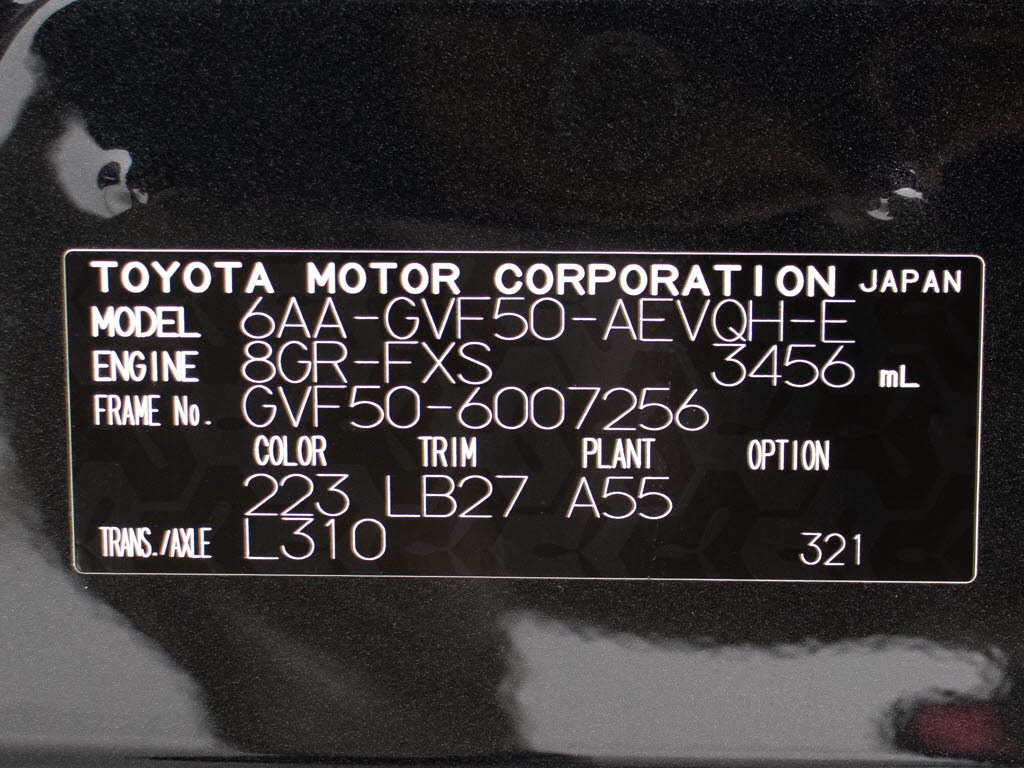 TOYOTA MOTOR CORPORATION JAPAN
MODEL 6AA-GVF50-AEVQH-E
ENGINE 8GR-FXS 3456 mL
FRAME No. GVF50-6007256
COLOR TRIM PLANT OPTION
223 LB27 A55
TRANS./AXLE L310 321